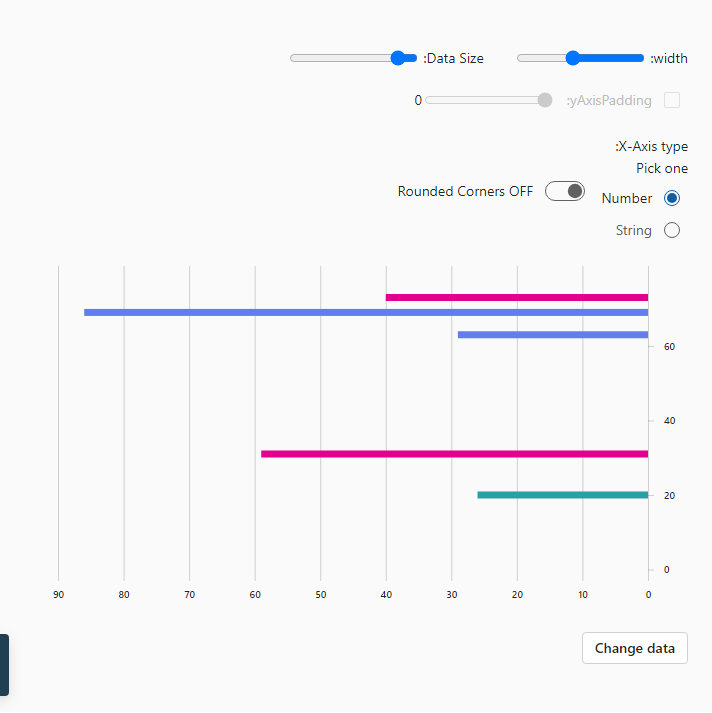 :width
:Data Size
:yAxisPadding
0
:X-Axis type
Pick one
Number
Rounded Corners OFF
String
60
40
20
0
90 80 70 60 50 40 30 20 10 0
Change data